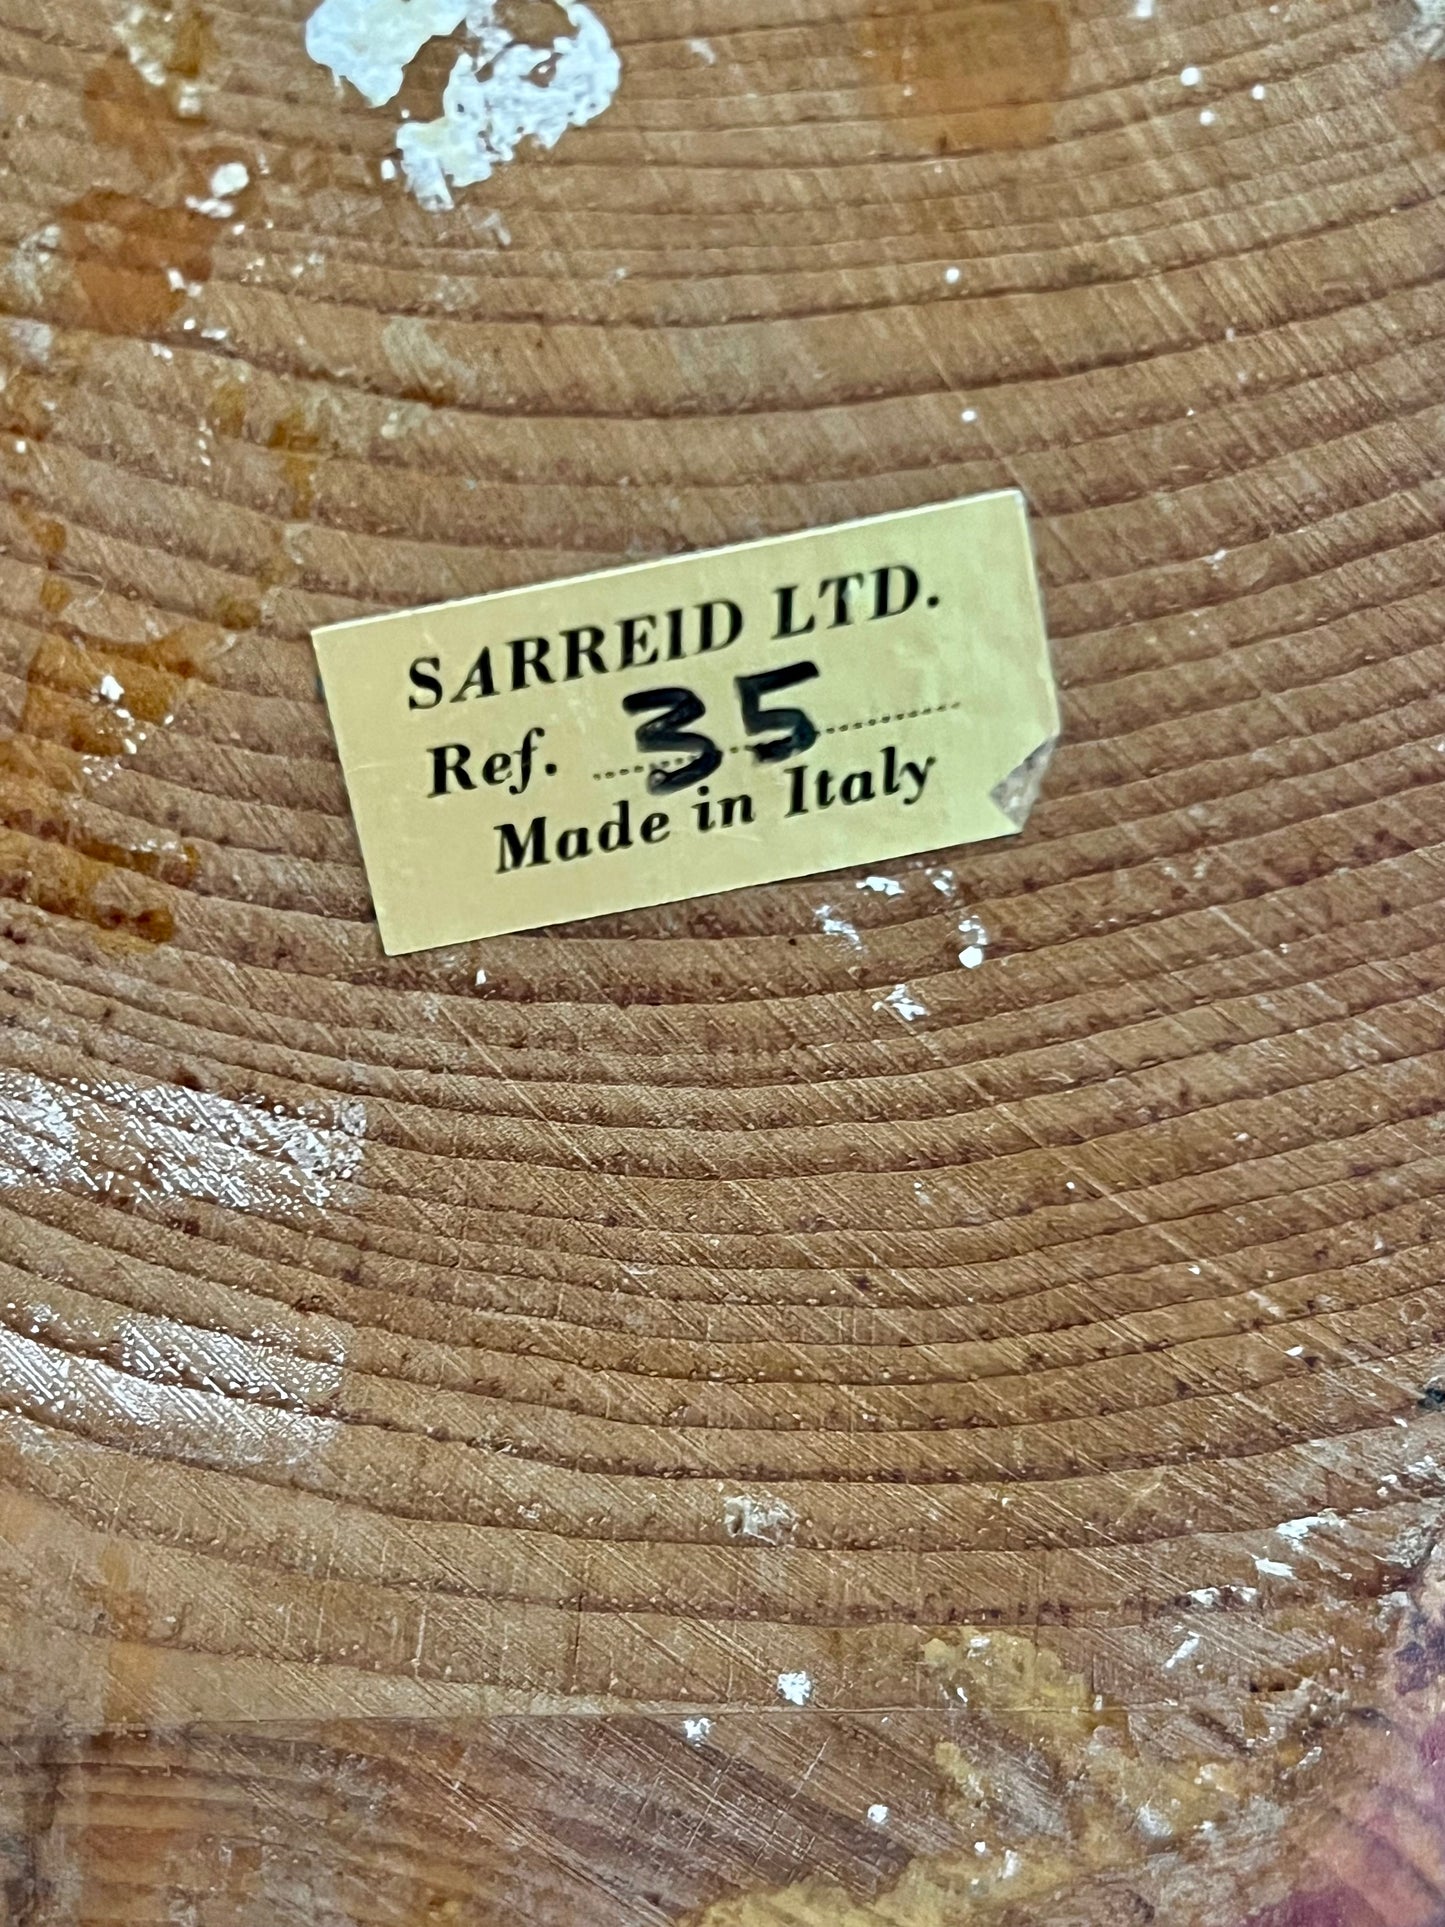 SARREID LTD.
Ref. 35
Made in Italy